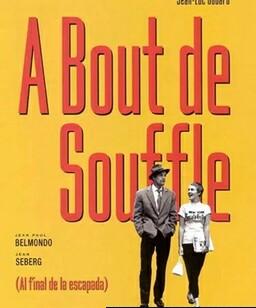 Jean-Luc Godard
A Bout de
Souffle
JEAN PAUL
BELMONDO
JEAN
SEBERG
(Al final de la escapada)